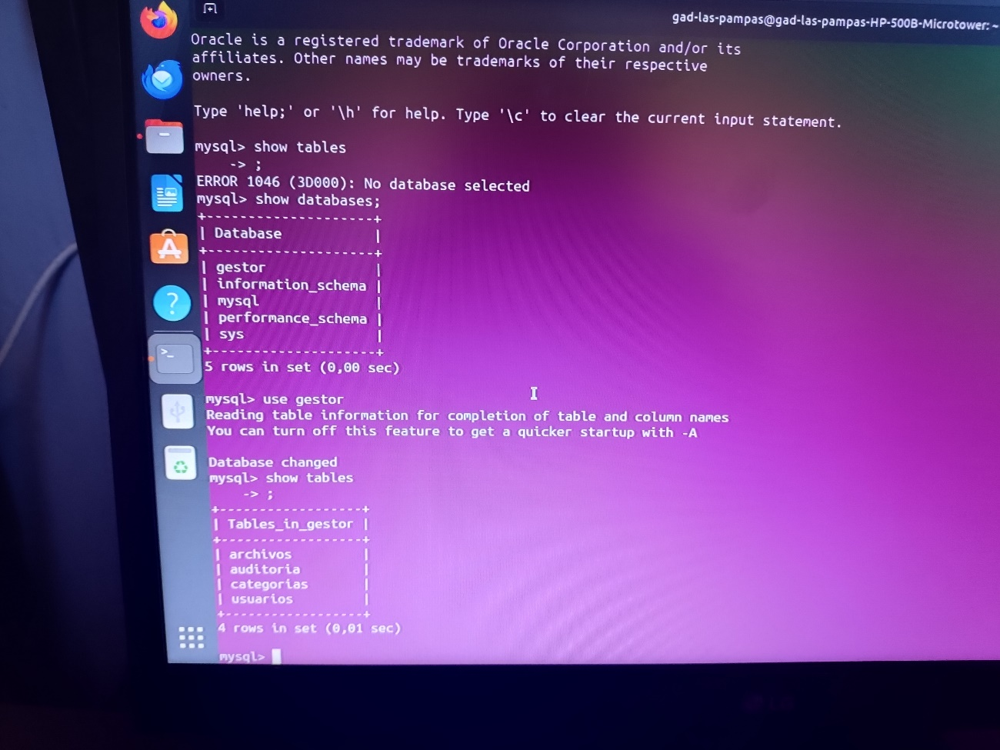 gad-las-pampas@gad-las-pampas-HP-500B-Microtower: ~
Oracle is a registered trademark of Oracle Corporation and/or its
affiliates. Other names may be trademarks of their respective
owners.
Type 'help;' or '\h' for help. Type '\c' to clear the current input statement.
mysql> show tables
    -> ;
ERROR 1046 (3D000): No database selected
mysql> show databases;
+--------------------+
| Database           |
+--------------------+
| gestor             |
| information_schema |
| mysql              |
| performance_schema |
| sys                |
+--------------------+
5 rows in set (0,00 sec)
mysql> use gestor
Reading table information for completion of table and column names
You can turn off this feature to get a quicker startup with -A
Database changed
mysql> show tables
    -> ;
+------------------+
| Tables_in_gestor |
+------------------+
| archivos         |
| auditoria        |
| categorias       |
| usuarios         |
+------------------+
4 rows in set (0,01 sec)
mysql>